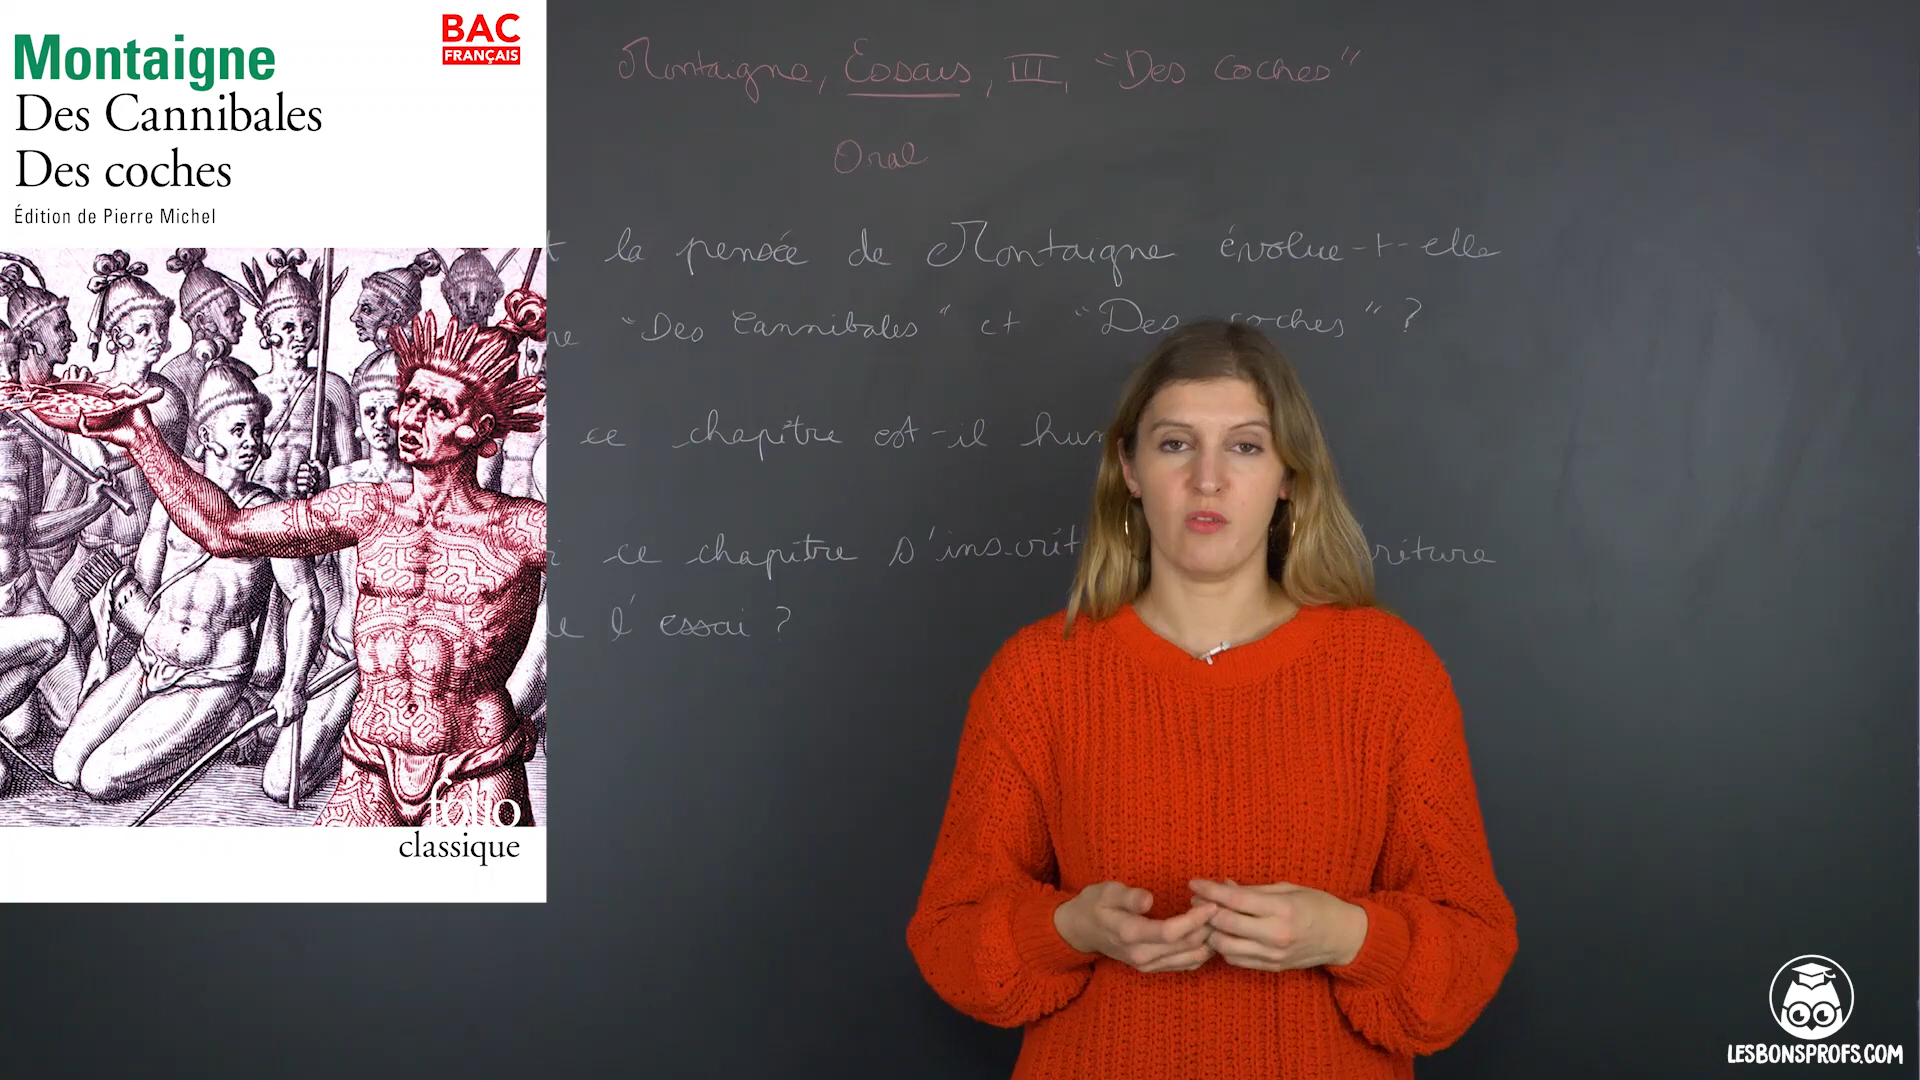 BAC
FRANÇAIS
Montaigne
Des Cannibales
Des coches
Édition de Pierre Michel
folio
classique
Montaigne, Essais, III, "Des coches"
Oral
la pensée de Montaigne évolue-t-elle
"Des Cannibales" et "Des coches" ?
ce chapitre est-il
ce chapitre s'inscrit
l'essai ?
LESBONSPROFS.COM